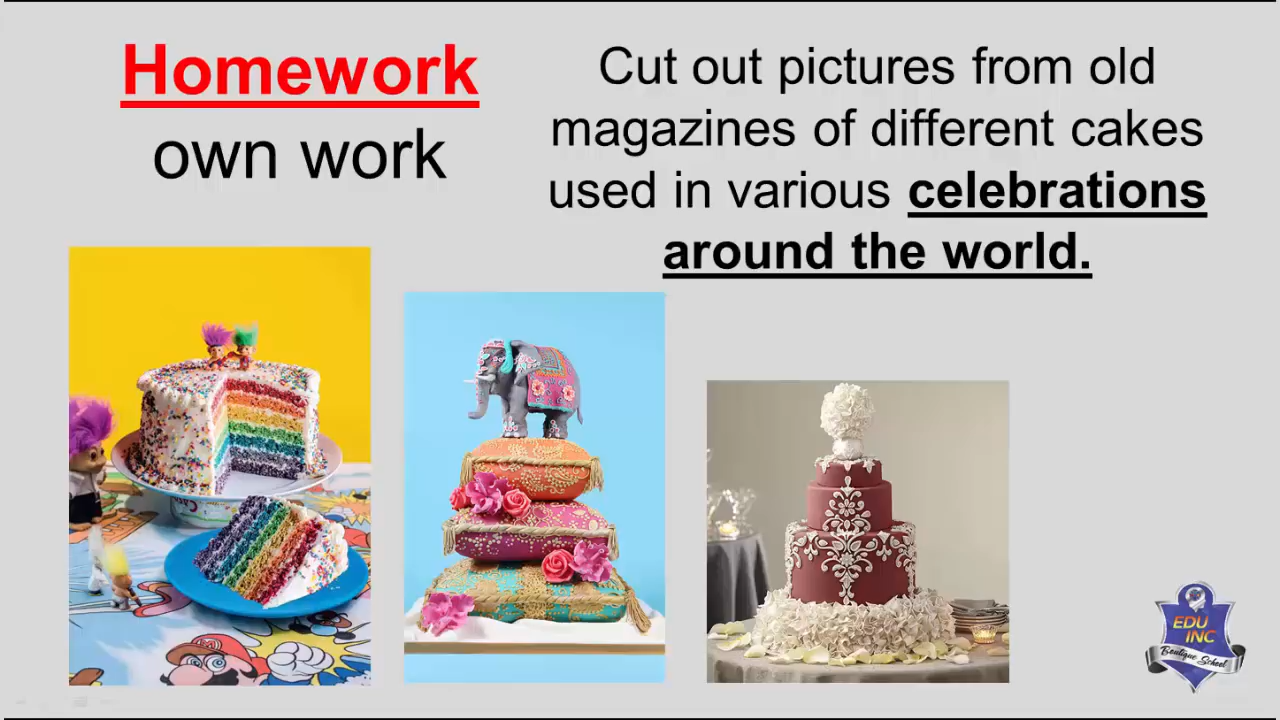 Homework
own work
Cut out pictures from old
magazines of different cakes
used in various celebrations
around the world.
EDU
INC
Boutique School